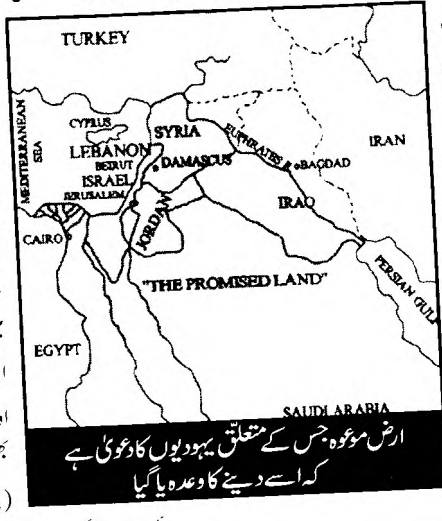 TURKEY
MEDITERRANEAN SEA
CYPRUS
SYRIA
LEBANON
BEIRUT
DAMASCUS
EUPHRATES R
BAGDAD
IRAN
ISRAEL
JERUSALEM
IRAQ
CAIRO
JORDAN
"THE PROMISED LAND"
PERSIAN GULF
EGYPT
SAUDI ARABIA
ارض موعوہ جس کے متعلق یہودیوں کا دعویٰ ہے
کہ اسے دینے کا وعدہ یا گیا